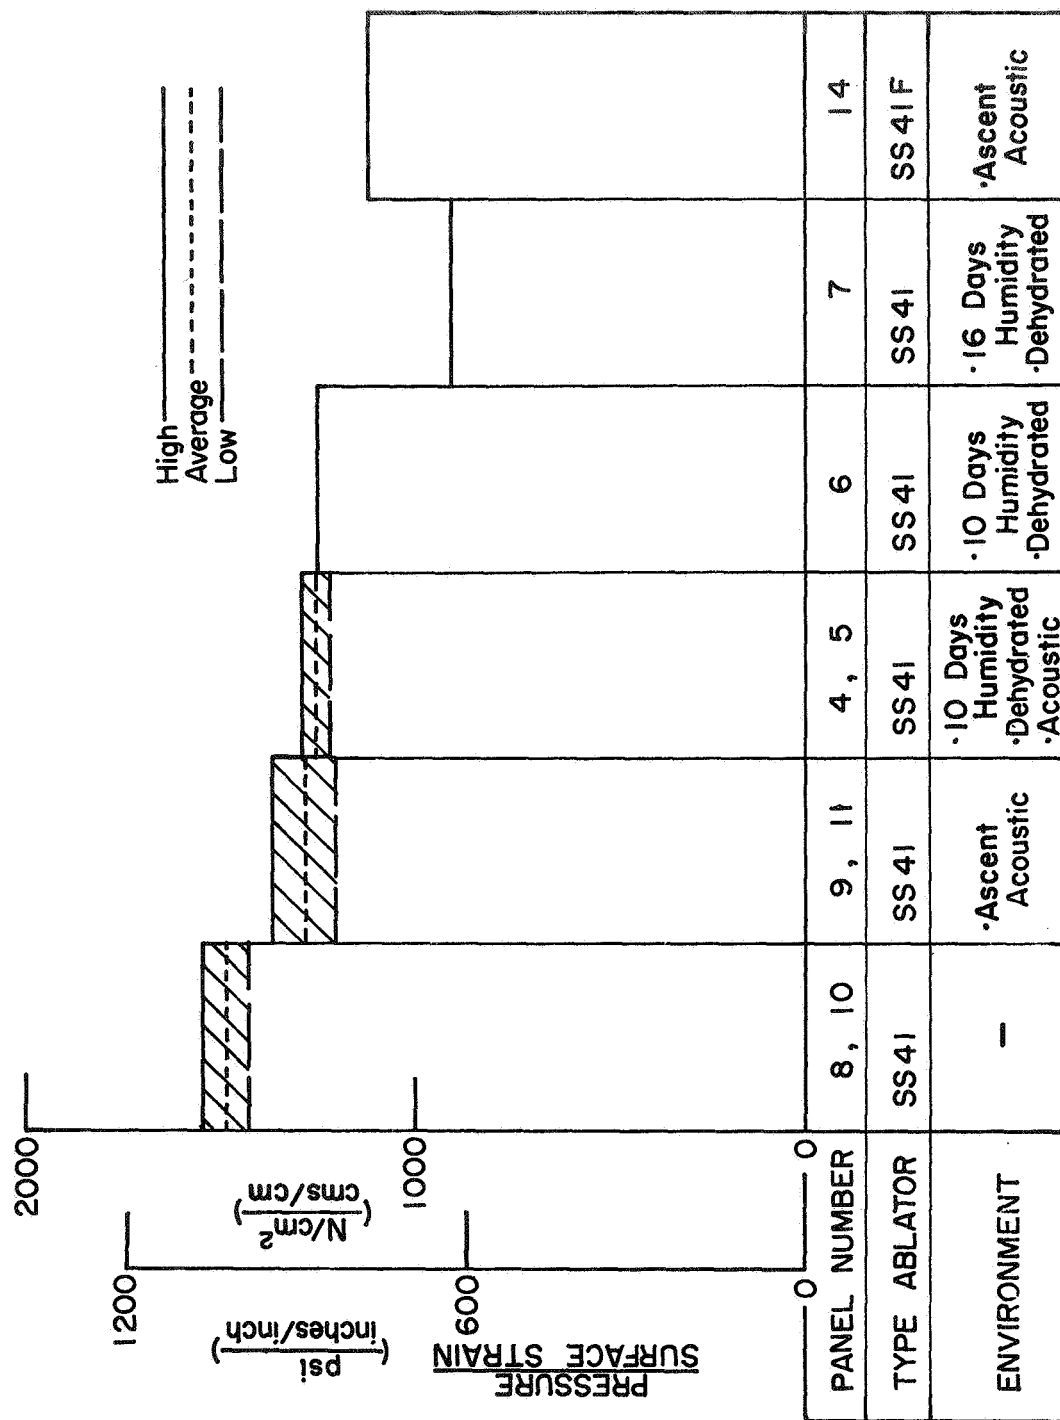 High
Average
Low
2000
1000
0
N/cm²
cms/cm
1200
600
0
psi
inches/inch
PRESSURE
SURFACE STRAIN
PANEL NUMBER
8, 10
9, 11
4, 5
6
7
14
TYPE ABLATOR
SS41
SS41
SS41
SS41
SS41
SS41F
ENVIRONMENT
–
•Ascent
Acoustic
•10 Days
Humidity
•Dehydrated
•Acoustic
•10 Days
Humidity
•Dehydrated
•16 Days
Humidity
•Dehydrated
•Ascent
Acoustic